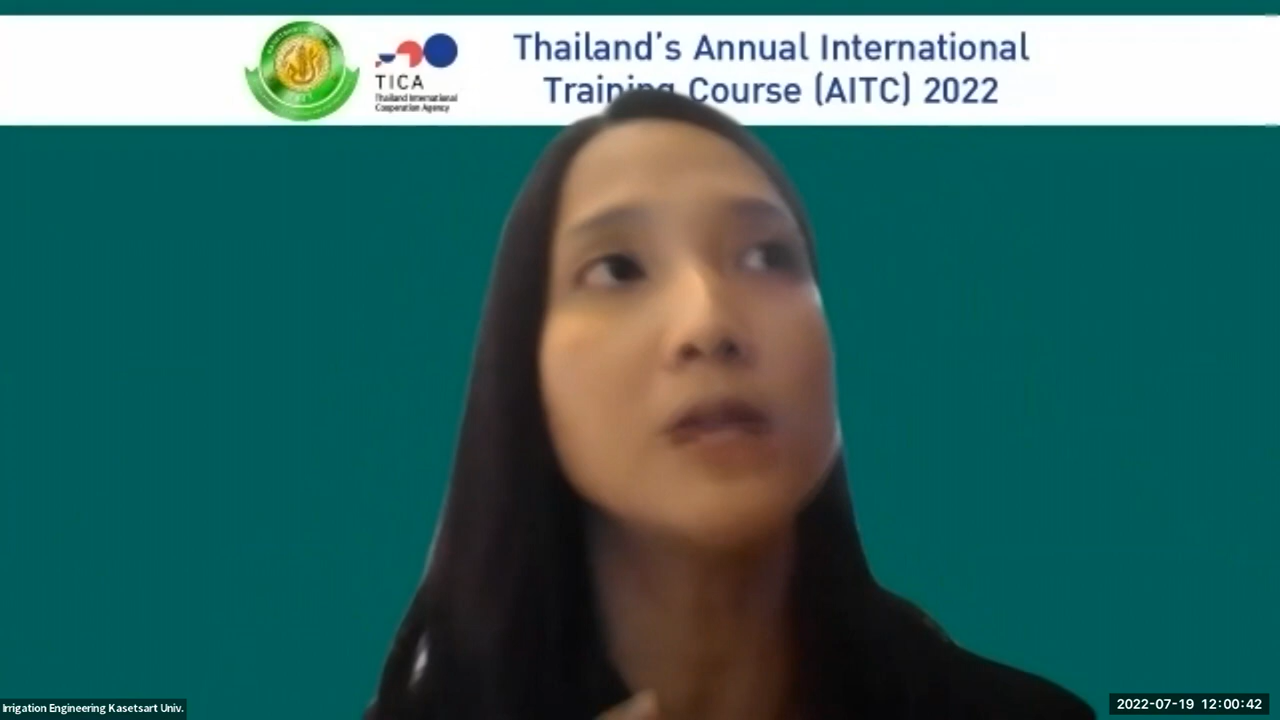 Thailand's Annual International
Training Course (AITC) 2022
TICA
Thailand International
Cooperation Agency
Irrigation Engineering Kasetsart Univ.
2022-07-19 12:00:42